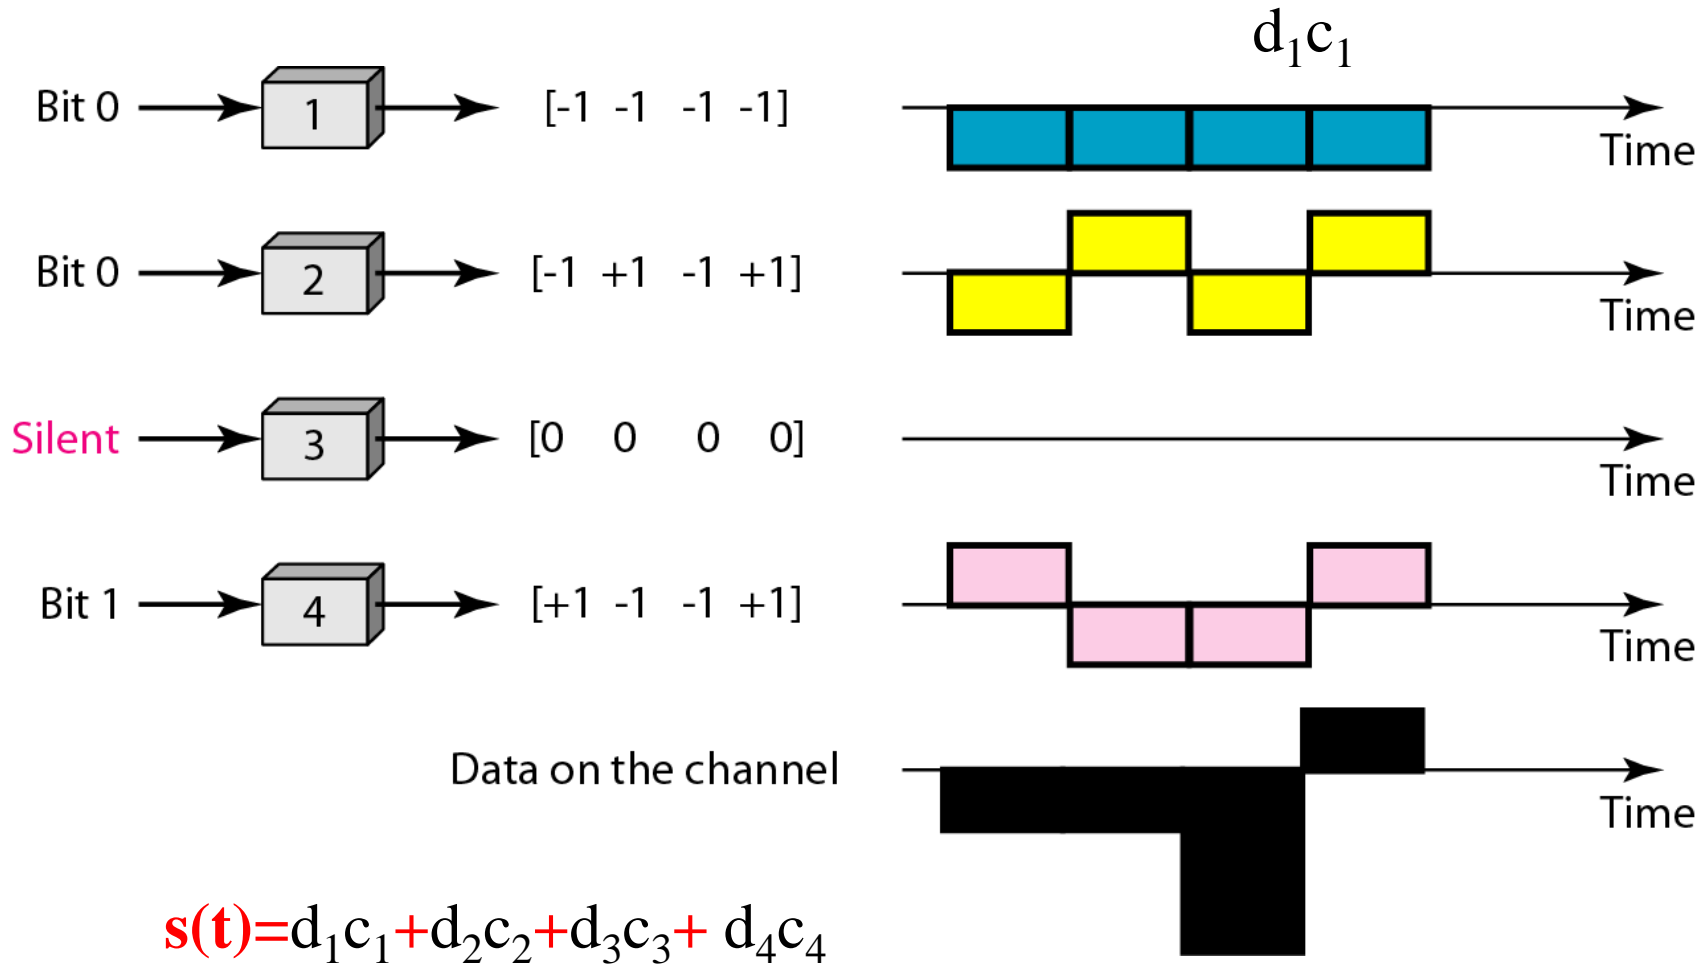 d₁c₁
Bit 0 1 [-1 -1 -1 -1]
Time
Bit 0 2 [-1 +1 -1 +1]
Time
Silent 3 [0 0 0 0]
Time
Bit 1 4 [+1 -1 -1 +1]
Time
Data on the channel
Time
s(t)=d₁c₁+d₂c₂+d₃c₃+ d₄c₄